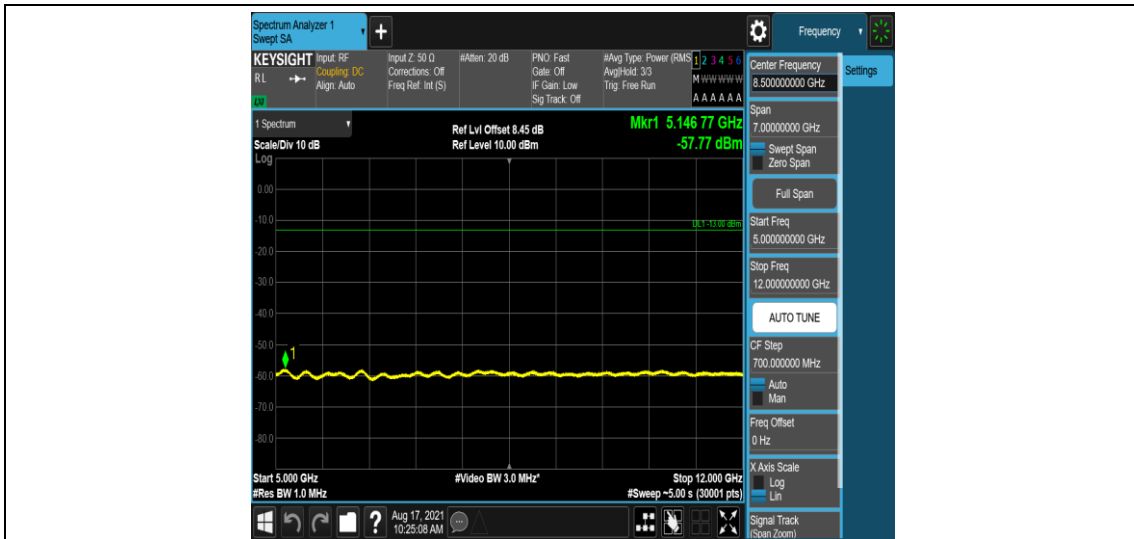 Spectrum Analyzer 1
Swept SA
+
Frequency
KEYSIGHT
RL
LM
Input: RF
Coupling: DC
Align: Auto
Input Z: 50 Ω
Corrections: Off
Freq Ref: Int (S)
#Atten: 20 dB
PNO: Fast
Gate: Off
IF Gain: Low
Sig Track: Off
#Avg Type: Power (RMS
Avg|Hold: 3/3
Trig: Free Run
1 2 3 4 5 6
M W W W W W
A A A A A A
1 Spectrum
Scale/Div 10 dB
Ref Lvl Offset 8.45 dB
Ref Level 10.00 dBm
Mkr1 5.146 77 GHz
-57.77 dBm
Log
0.00
-10.0
DL1 -13.00 dBm
-20.0
-30.0
-40.0
-50.0
1
-60.0
-70.0
-80.0
Start 5.000 GHz
#Res BW 1.0 MHz
#Video BW 3.0 MHz*
Stop 12.000 GHz
#Sweep ~5.00 s (30001 pts)
?
Aug 17, 2021
10:25:08 AM
Center Frequency
8.500000000 GHz
Settings
Span
7.00000000 GHz
Swept Span
Zero Span
Full Span
Start Freq
5.000000000 GHz
Stop Freq
12.000000000 GHz
AUTO TUNE
CF Step
700.000000 MHz
Auto
Man
Freq Offset
0 Hz
X Axis Scale
Log
Lin
Signal Track
(Span Zoom)